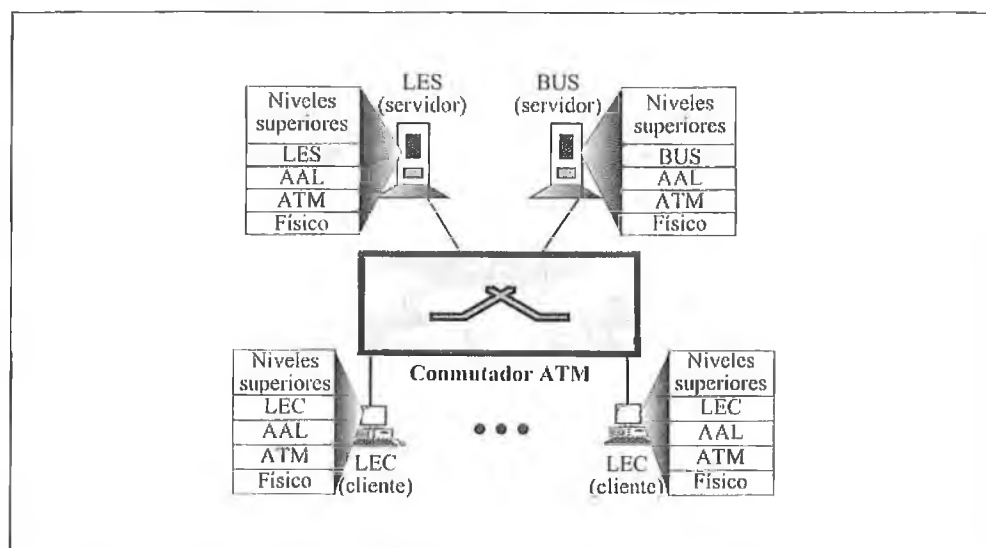 LES
(servidor)
BUS
(servidor)
Niveles
superiores
LES
AAL
ATM
Físico
Niveles
superiores
BUS
AAL
ATM
Físico
Conmutador ATM
Niveles
superiores
LEC
AAL
ATM
Físico
LEC
(cliente)
LEC
(cliente)
Niveles
superiores
LEC
AAL
ATM
Físico